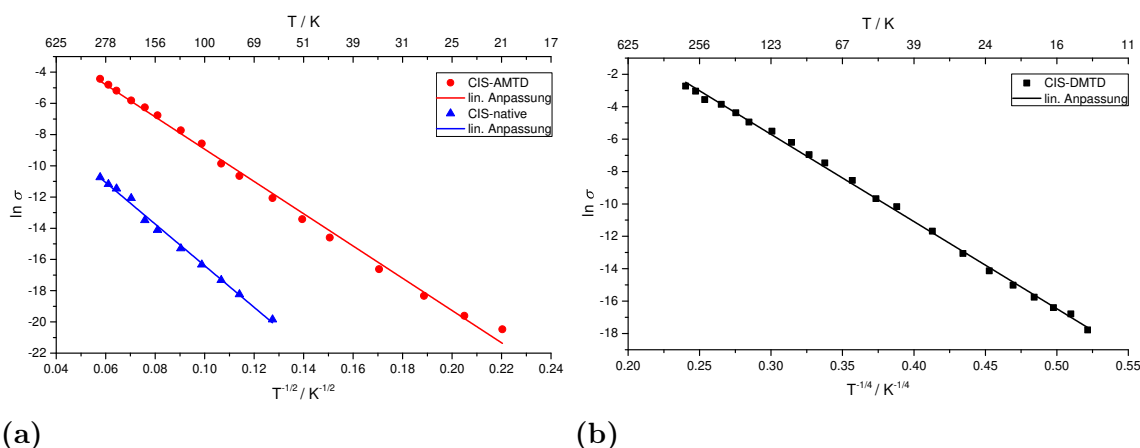 T / K
625 278 156 100 69 51 39 31 25 21 17
-4
-6
-8
-10
-12
-14
-16
-18
-20
-22
ln σ
CIS-AMTD
lin. Anpassung
CIS-native
lin. Anpassung
0.04 0.06 0.08 0.10 0.12 0.14 0.16 0.18 0.20 0.22 0.24
T^-1/2 / K^-1/2
(a)
T / K
625 256 123 67 39 24 16 11
0
-2
-4
-6
-8
-10
-12
-14
-16
-18
ln σ
CIS-DMTD
lin. Anpassung
0.20 0.25 0.30 0.35 0.40 0.45 0.50 0.55
T^-1/4 / K^-1/4
(b)